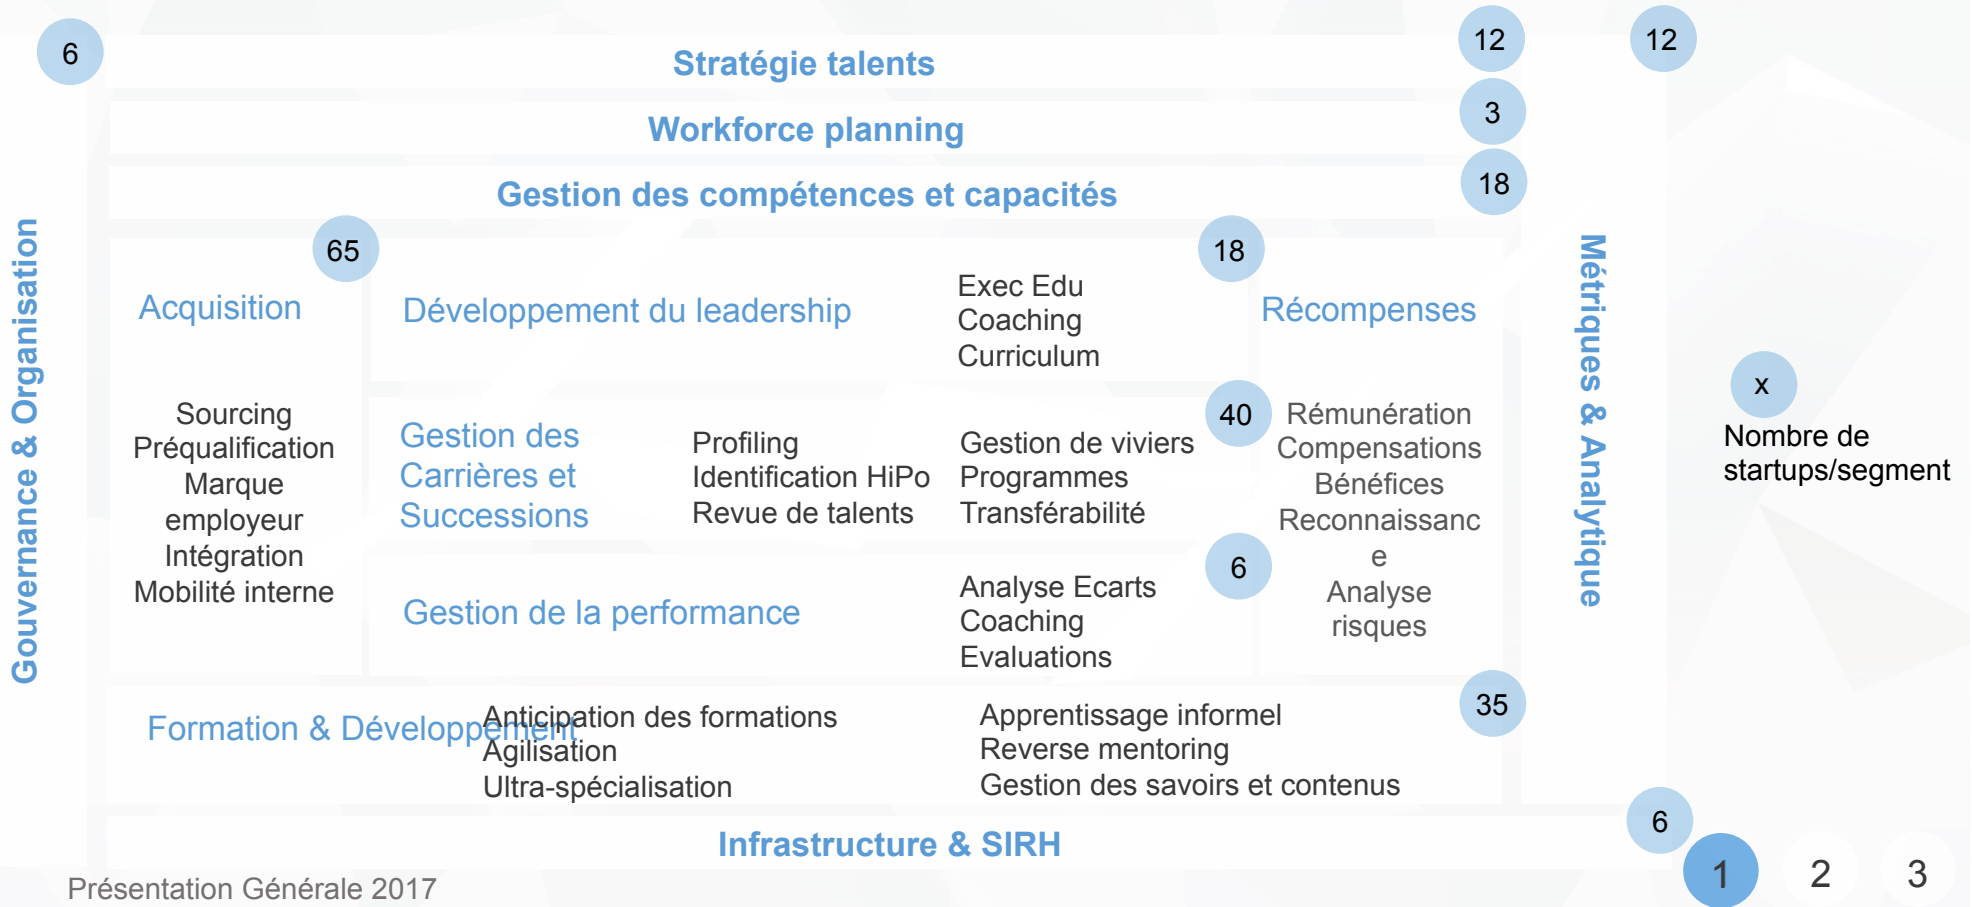 6
Stratégie talents
12
12
Workforce planning
3
Gestion des compétences et capacités
18
Gouvernance & Organisation
65
Acquisition
Sourcing
Préqualification
Marque
employeur
Intégration
Mobilité interne
Développement du leadership
Exec Edu
Coaching
Curriculum
18
Gestion des
Carrières et
Successions
Profiling
Identification HiPo
Revue de talents
Gestion de viviers
Programmes
Transférabilité
40
Gestion de la performance
Analyse Ecarts
Coaching
Evaluations
6
Récompenses
Rémunération
Compensations
Bénéfices
Reconnaissanc
e
Analyse
risques
Métriques & Analytique
x
Nombre de
startups/segment
Formation & Développement
Anticipation des formations
Agilisation
Ultra-spécialisation
Apprentissage informel
Reverse mentoring
Gestion des savoirs et contenus
35
Infrastructure & SIRH
6
Présentation Générale 2017
1
2
3